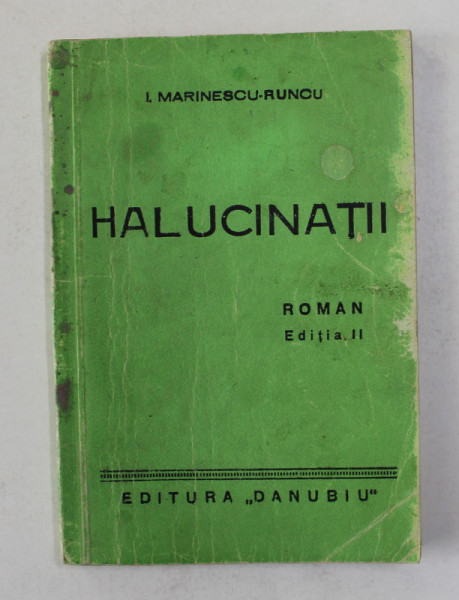 I. MARINESCU-RUNCU
HALUCINAȚII
ROMAN
Ediția II
EDITURA „DANUBIU“